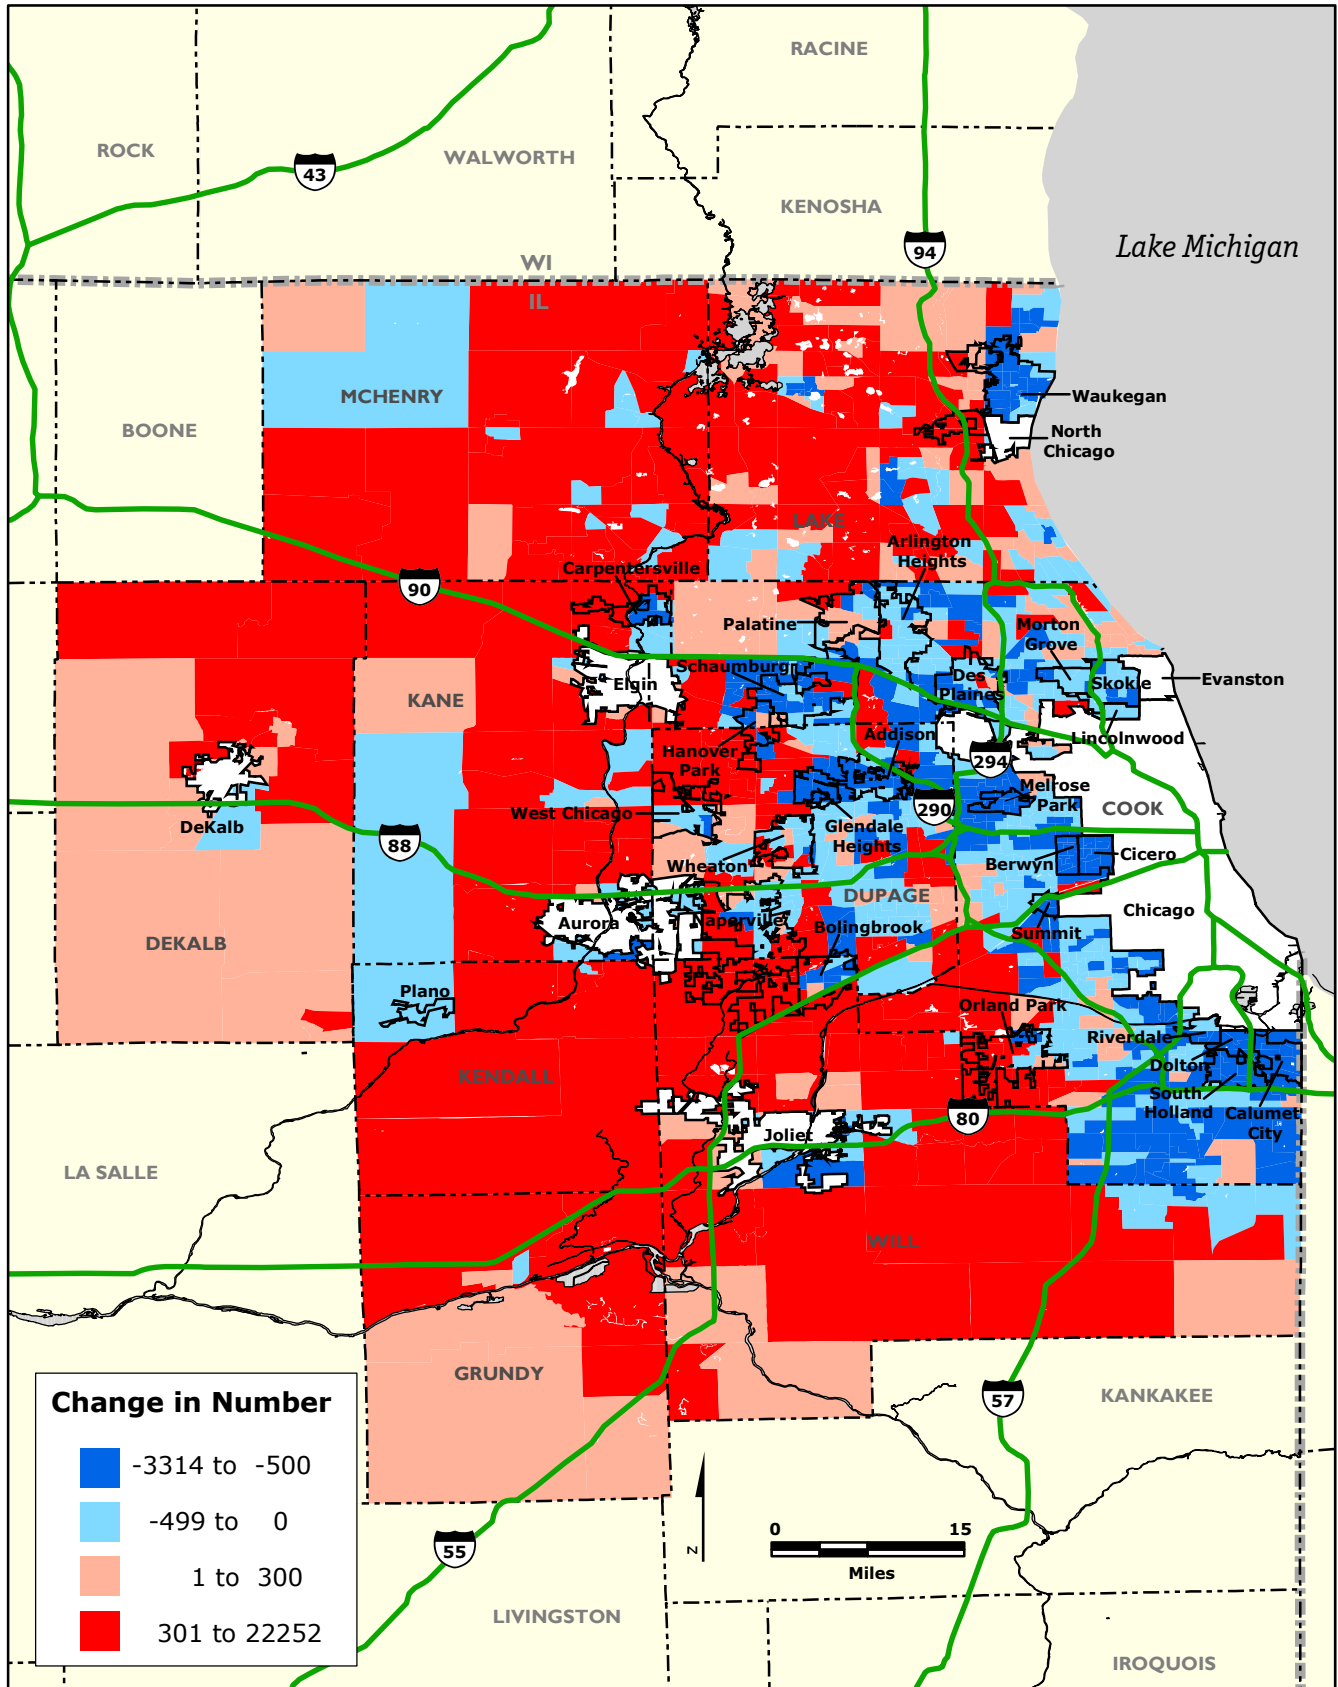 RACINE
ROCK
WALWORTH
43
KENOSHA
94
Lake Michigan
WI
IL
MCHENRY
BOONE
Waukegan
North
Chicago
LAKE
Arlington
Heights
Carpentersville
90
Palatine
Morton
Grove
Schaumburg
Des
Plaines
Skokie
Evanston
Elgin
KANE
Addison
Lincolnwood
Hanover
Park
294
Melrose
Park
290
COOK
West Chicago
Glendale
Heights
DeKalb
88
Wheaton
Berwyn
Cicero
DUPAGE
Chicago
Aurora
Naperville
Bolingbrook
Summit
DEKALB
Plano
Orland Park
Riverdale
Dolton
KENDALL
South
Holland
Calumet
City
80
Joliet
LA SALLE
WILL
GRUNDY
57
KANKAKEE
Change in Number
-3314 to -500
-499 to 0
1 to 300
301 to 22252
55
N
0 15
Miles
LIVINGSTON
IROQUOIS